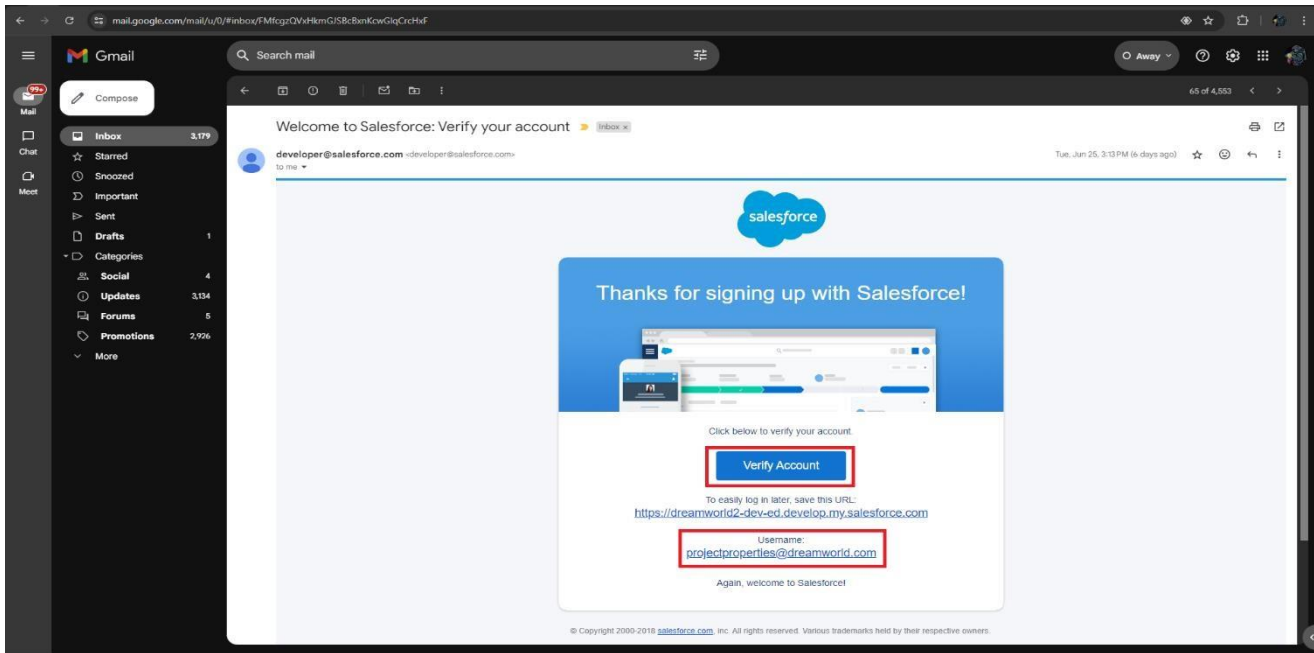 mail.google.com/mail/u/0/#inbox/FMfcgzQVxHkmGJSBcBxnKcwGlqCrcHxF
Gmail
Search mail
Away
99+
Mail
Chat
Meet
Compose
65 of 4,553
Inbox 3,179
Starred
Snoozed
Important
Sent
Drafts 1
Categories
Social 4
Updates 3,134
Forums 5
Promotions 2,926
More
Welcome to Salesforce: Verify your account
Inbox x
developer@salesforce.com <developer@salesforce.com>
to me
Tue, Jun 25, 3:13 PM (6 days ago)
salesforce
Thanks for signing up with Salesforce!
Click below to verify your account.
Verify Account
To easily log in later, save this URL:
https://dreamworld2-dev-ed.develop.my.salesforce.com
Username:
projectproperties@dreamworld.com
Again, welcome to Salesforce!
© Copyright 2000-2018 salesforce.com, inc. All rights reserved. Various trademarks held by their respective owners.